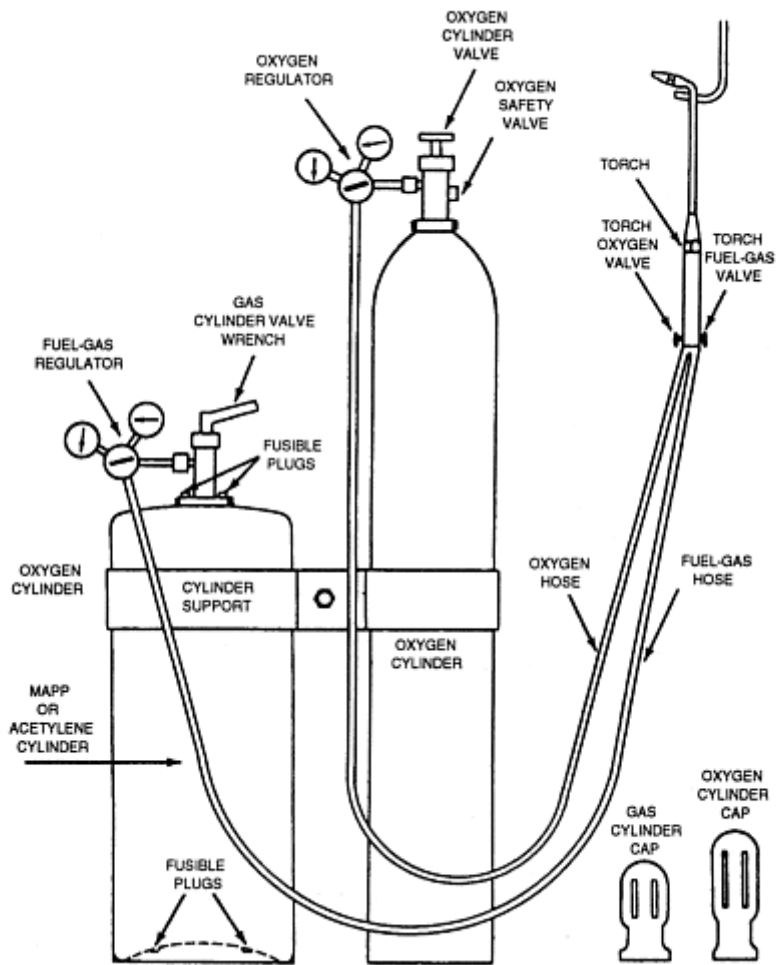 OXYGEN
CYLINDER
VALVE
OXYGEN
REGULATOR
OXYGEN
SAFETY
VALVE
TORCH
TORCH
OXYGEN
VALVE
TORCH
FUEL-GAS
VALVE
GAS
CYLINDER VALVE
WRENCH
FUEL-GAS
REGULATOR
FUSIBLE
PLUGS
OXYGEN
CYLINDER
CYLINDER
SUPPORT
OXYGEN
HOSE
FUEL-GAS
HOSE
OXYGEN
CYLINDER
MAPP
OR
ACETYLENE
CYLINDER
GAS
CYLINDER
CAP
OXYGEN
CYLINDER
CAP
FUSIBLE
PLUGS